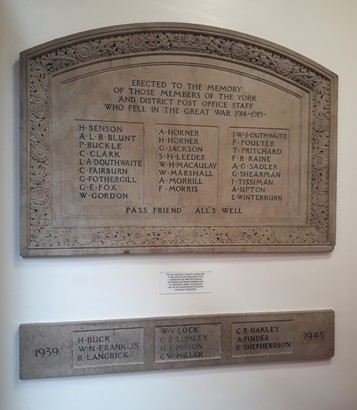 ERECTED TO THE MEMORY
OF THOSE MEMBERS OF THE YORK
AND DISTRICT POST OFFICE STAFF
WHO FELL IN THE GREAT WAR 1914-1919
H·BENSON
A·L·B·BLUNT
P·BUCKLE
C·CLARK
L·A·DOUTHWAITE
C·FAIRBURN
G·FOTHERGILL
G·E·FOX
W·GORDON
A·HORNER
H·HORNER
G·JACKSON
S·H·LEEDER
W·H·MACAULAY
W·MARSHALL
A·MORRILL
F·MORRIS
J·W·J·OUTHWAITE
F·POULTER
T·PRITCHARD
F·R·RAINE
A·G·SADLER
G·SHEARMAN
J·TISSIMAN
A·UPTON
E·WINTERBURN
PASS FRIEND ALL'S WELL
1939
H·BUCK
W·N·FRANKLIN
R·LANGRICK
W·V·LOCK
LUMLEY
MASON
G·W·MILLER
G·R·OAKLEY
A·PINDER
SHEPHERDSON
1945